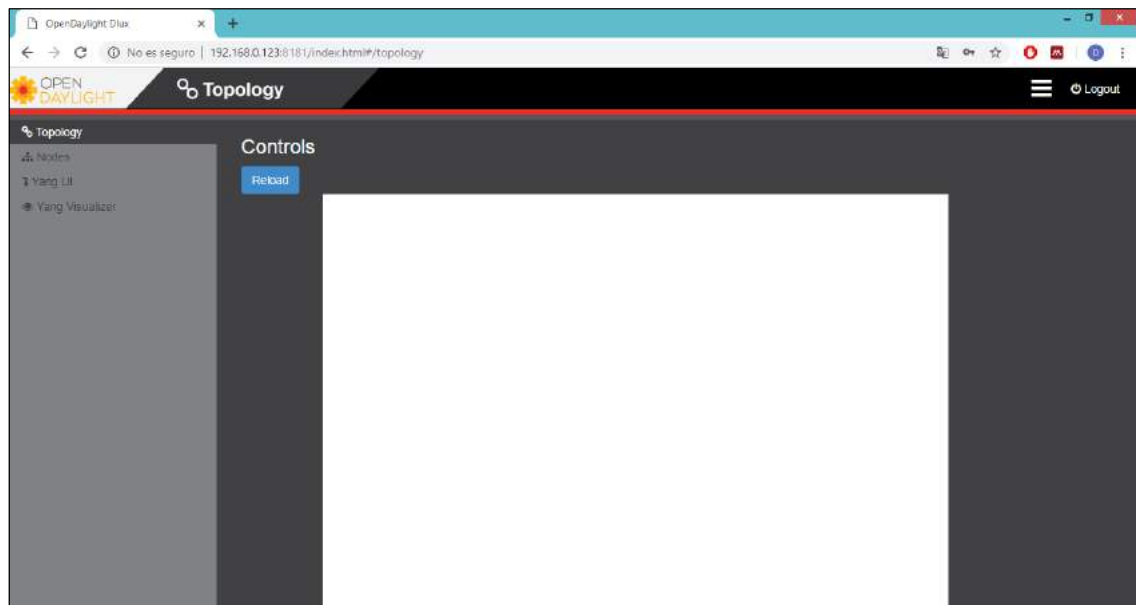 OpenDaylight Dlux
No es seguro | 192.168.0.123:8181/index.html#/topology
OPEN
DAYLIGHT
Topology
Logout
Topology
Nodes
Yang UI
Yang Visualizer
Controls
Reload
D